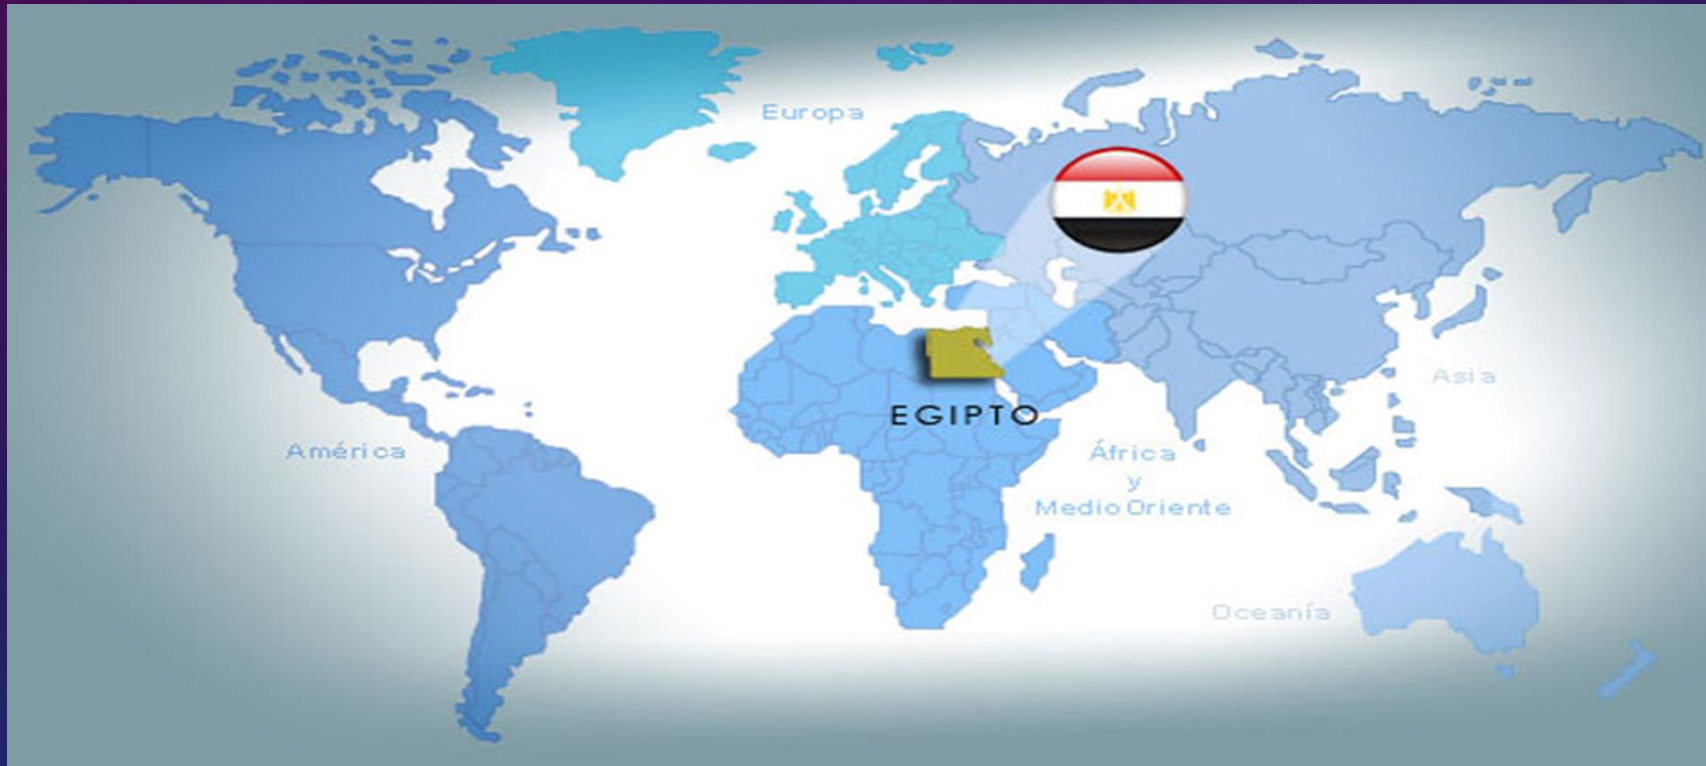 Europa
Asia
EGIPTO
América
África
y
Medio Oriente
Oceanía